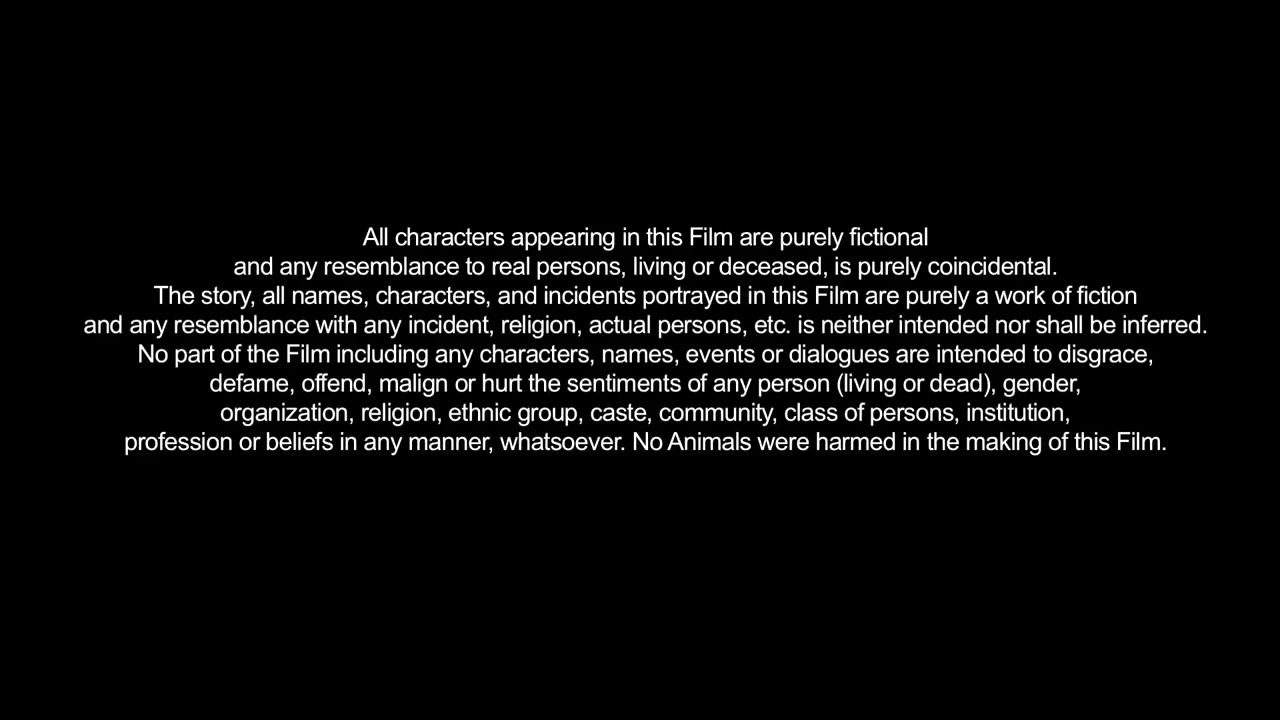 All characters appearing in this Film are purely fictional
and any resemblance to real persons, living or deceased, is purely coincidental.
The story, all names, characters, and incidents portrayed in this Film are purely a work of fiction
and any resemblance with any incident, religion, actual persons, etc. is neither intended nor shall be inferred.
No part of the Film including any characters, names, events or dialogues are intended to disgrace,
defame, offend, malign or hurt the sentiments of any person (living or dead), gender,
organization, religion, ethnic group, caste, community, class of persons, institution,
profession or beliefs in any manner, whatsoever. No Animals were harmed in the making of this Film.